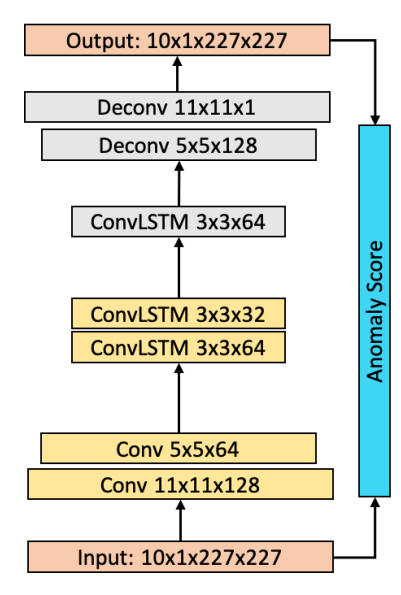 Output: 10x1x227x227
Deconv 11x11x1
Deconv 5x5x128
ConvLSTM 3x3x64
ConvLSTM 3x3x32
ConvLSTM 3x3x64
Conv 5x5x64
Conv 11x11x128
Input: 10x1x227x227
Anomaly Score